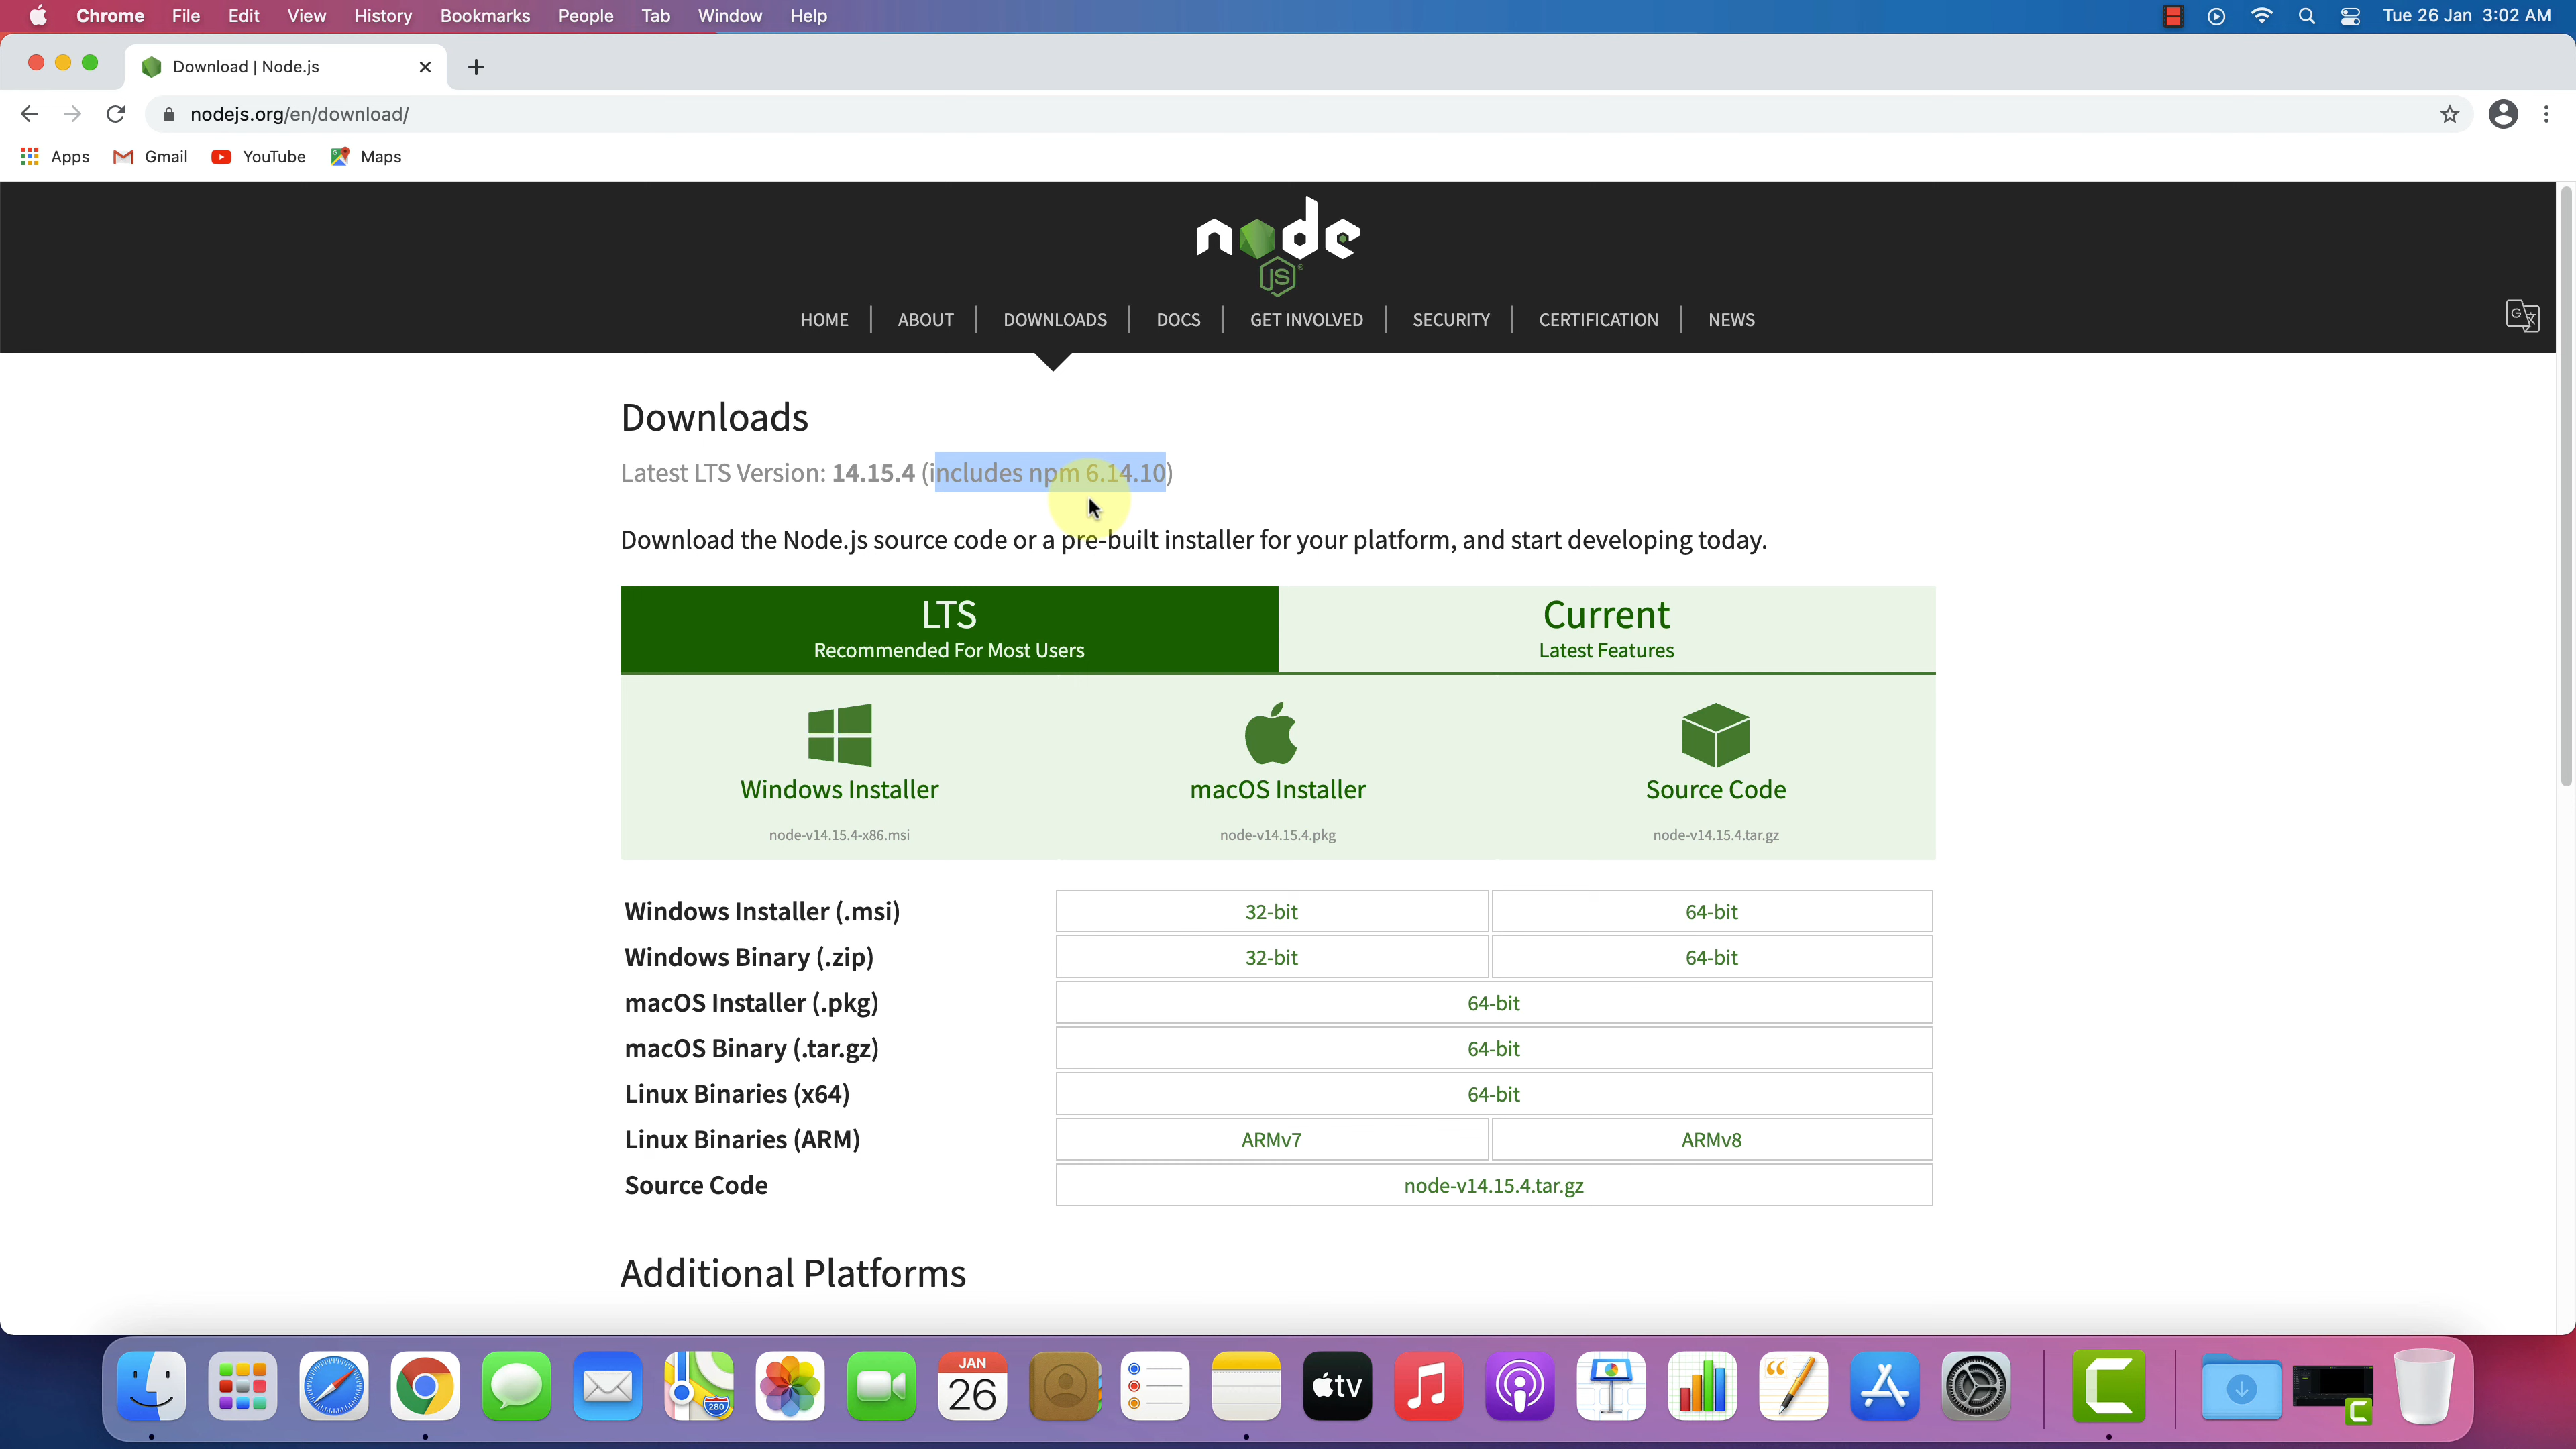 Chrome File Edit View History Bookmarks People Tab Window Help Tue 26 Jan 3:02 AM
Download | Node.js
nodejs.org/en/download/
Apps Gmail YouTube Maps
node
JS
HOME ABOUT DOWNLOADS DOCS GET INVOLVED SECURITY CERTIFICATION NEWS
Downloads
Latest LTS Version: 14.15.4 (includes npm 6.14.10)
Download the Node.js source code or a pre-built installer for your platform, and start developing today.
LTS
Recommended For Most Users
Current
Latest Features
Windows Installer
node-v14.15.4-x86.msi
macOS Installer
node-v14.15.4.pkg
Source Code
node-v14.15.4.tar.gz
Windows Installer (.msi) 32-bit 64-bit
Windows Binary (.zip) 32-bit 64-bit
macOS Installer (.pkg) 64-bit
macOS Binary (.tar.gz) 64-bit
Linux Binaries (x64) 64-bit
Linux Binaries (ARM) ARMv7 ARMv8
Source Code node-v14.15.4.tar.gz
Additional Platforms
280
JAN
26
tv